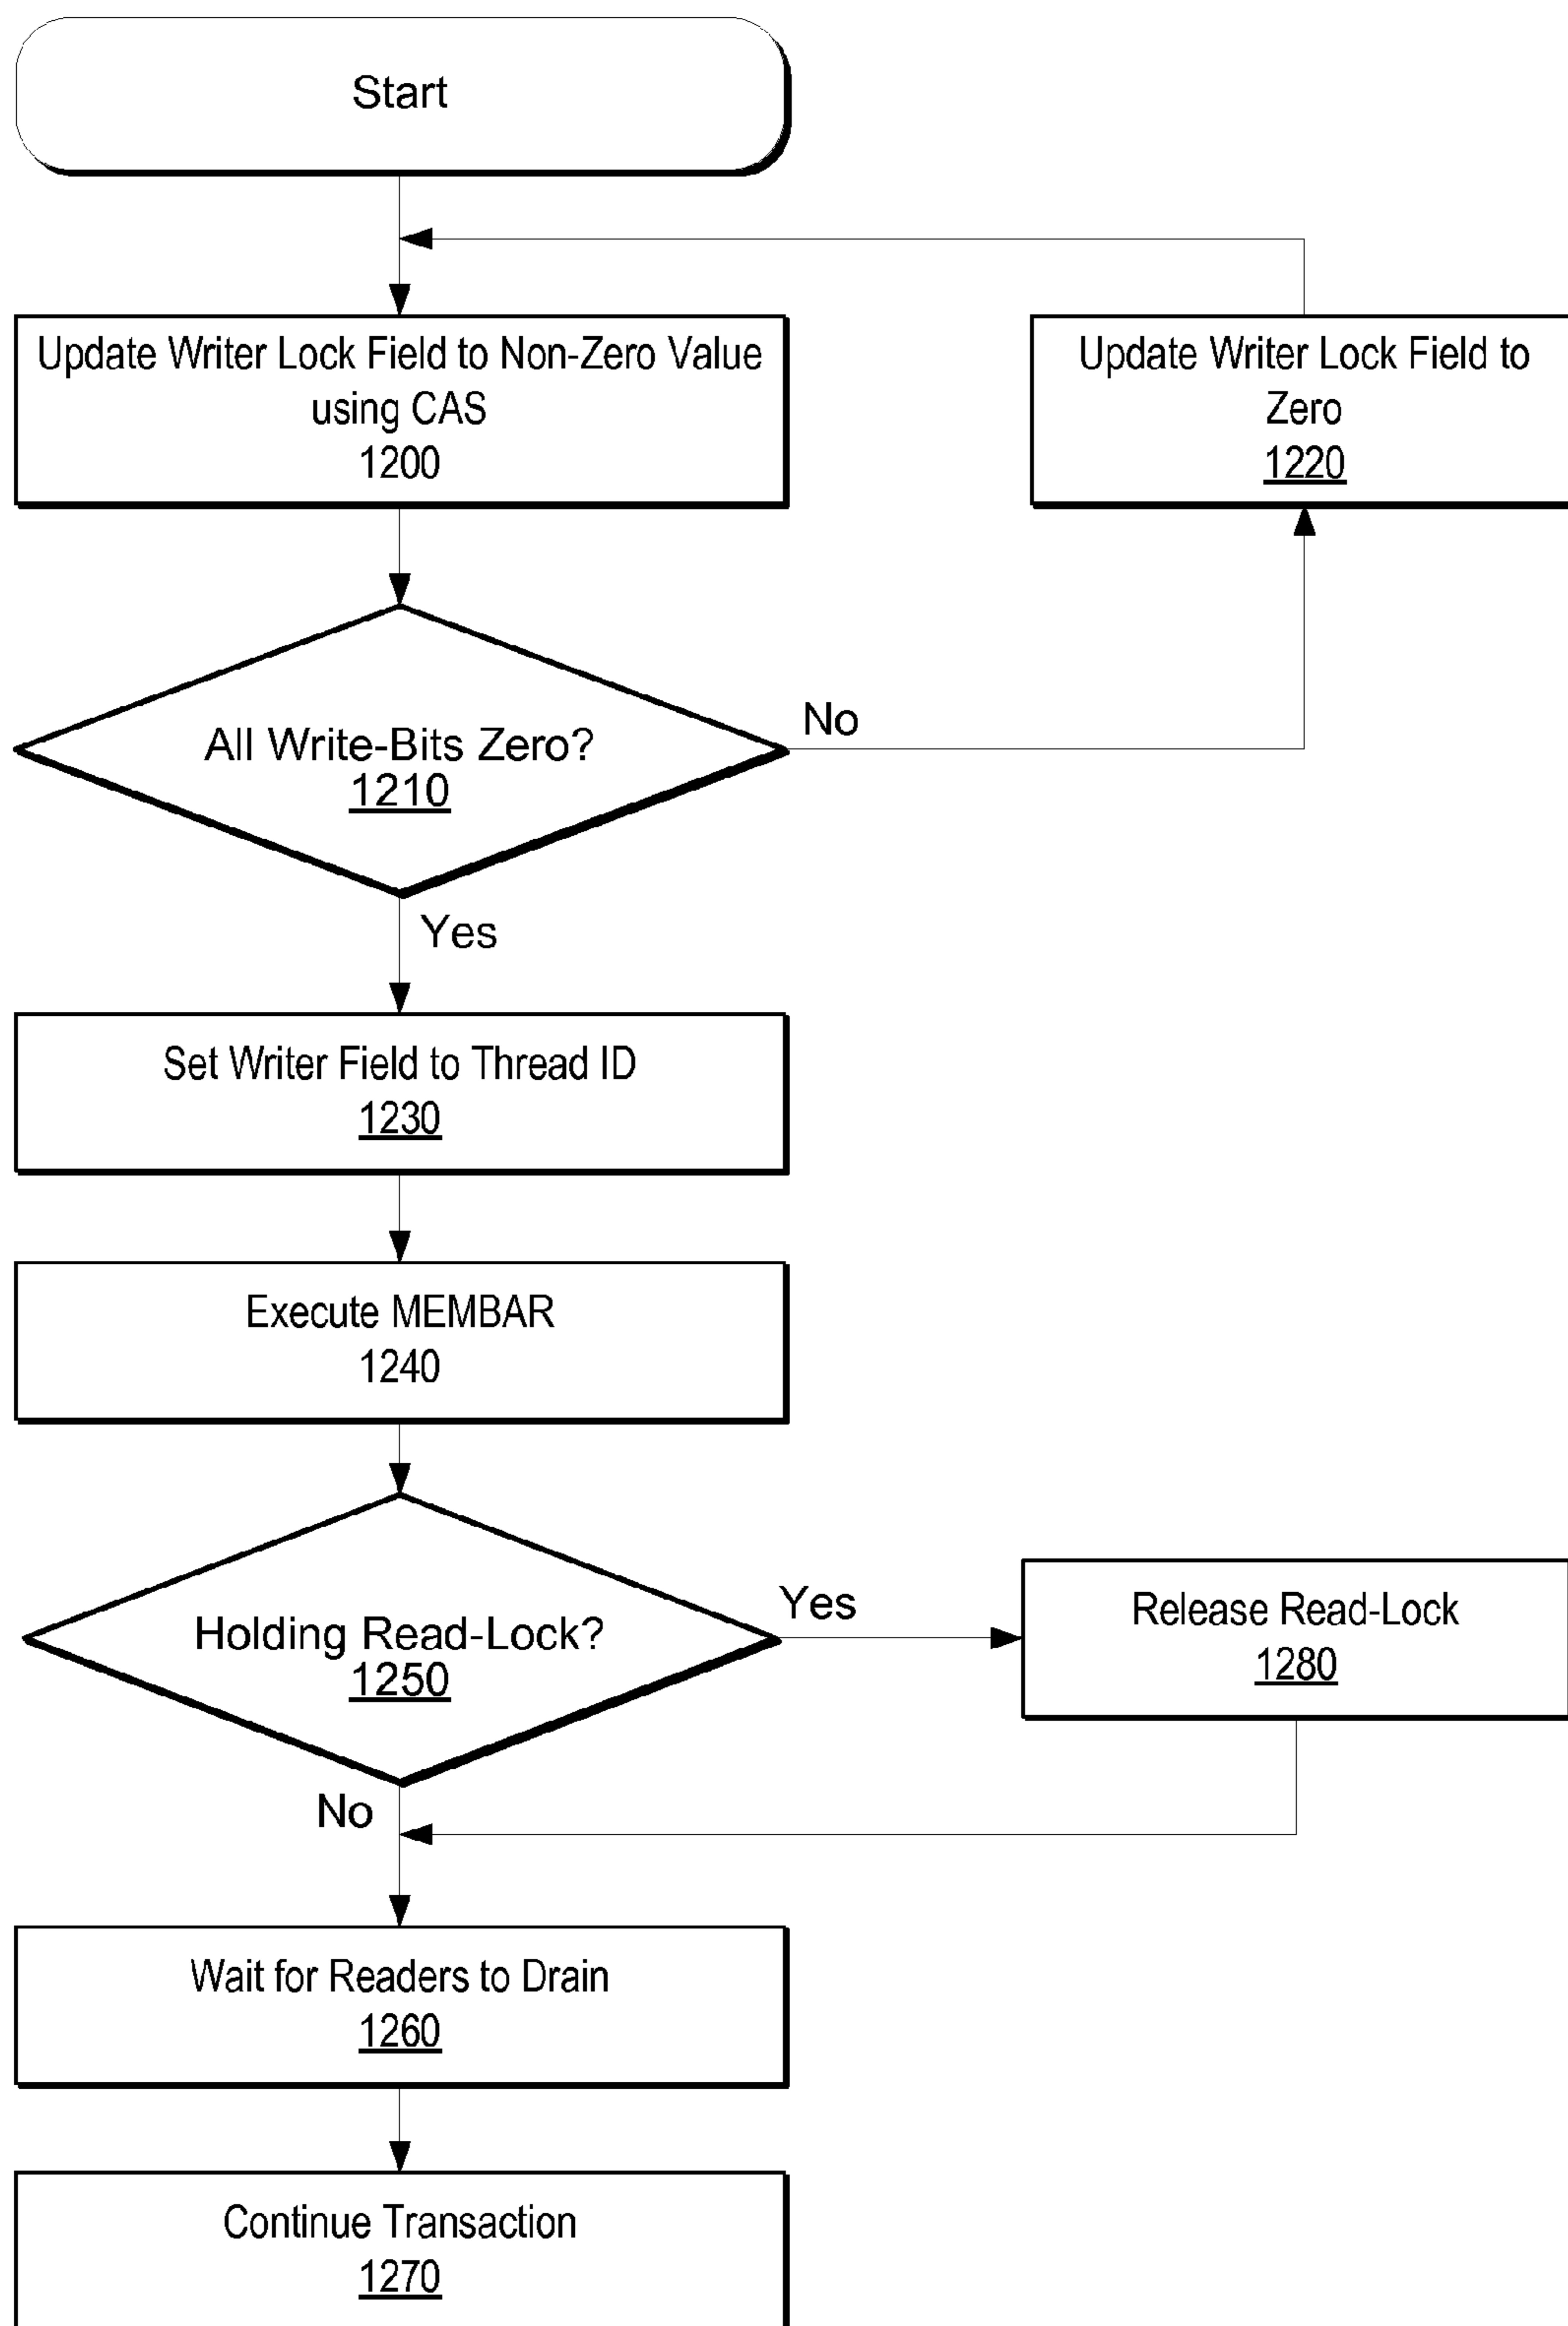 Start
Update Writer Lock Field to Non-Zero Value
using CAS
1200
Update Writer Lock Field to
Zero
1220
All Write-Bits Zero?
1210
No
Yes
Set Writer Field to Thread ID
1230
Execute MEMBAR
1240
Holding Read-Lock?
1250
Yes
Release Read-Lock
1280
No
Wait for Readers to Drain
1260
Continue Transaction
1270